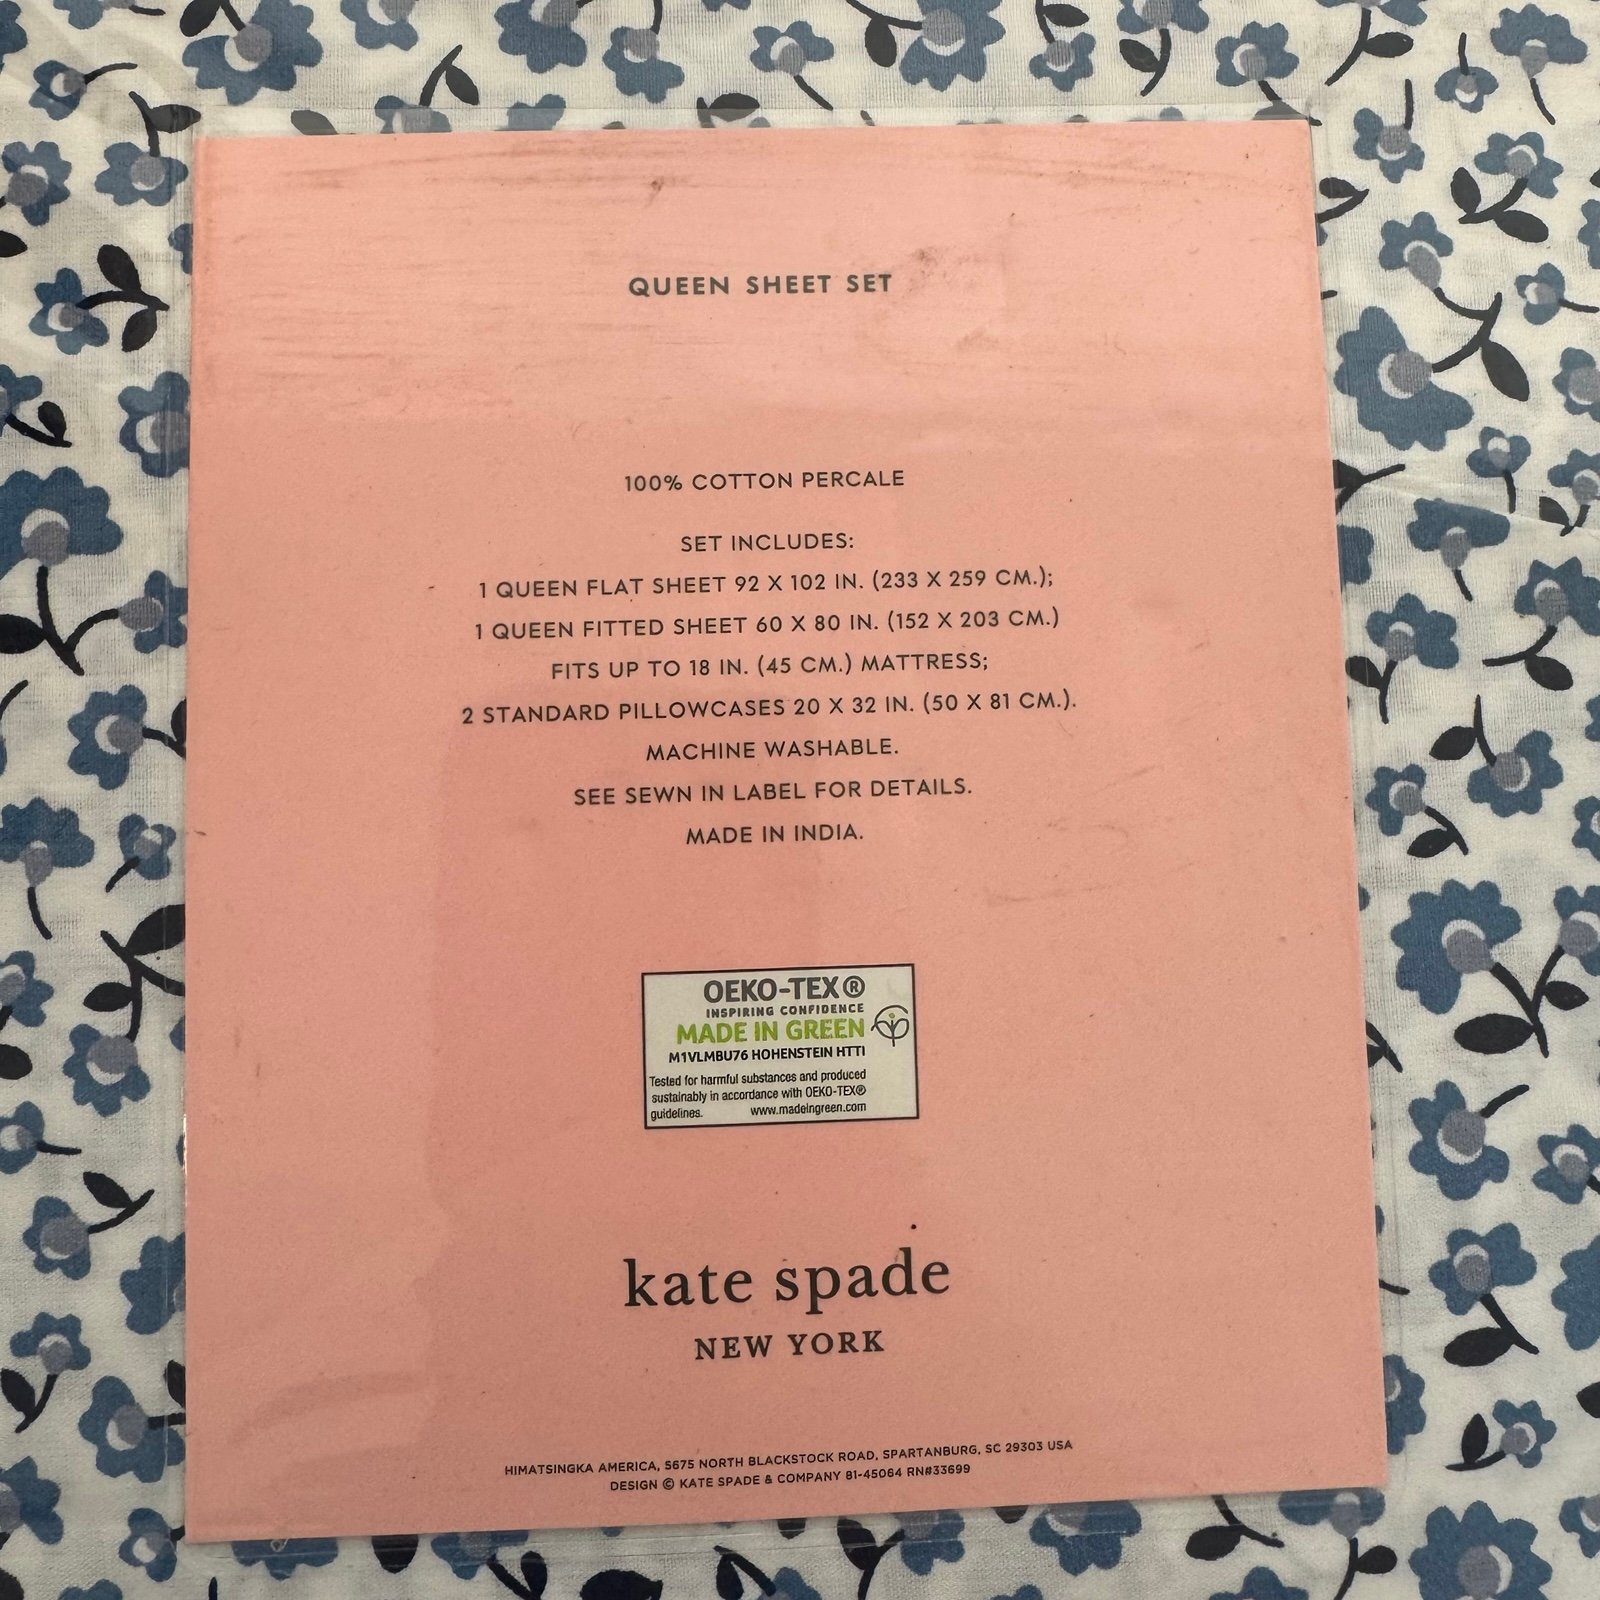 QUEEN SHEET SET
100% COTTON PERCALE
SET INCLUDES:
1 QUEEN FLAT SHEET 92 X 102 IN. (233 X 259 CM.);
1 QUEEN FITTED SHEET 60 X 80 IN. (152 X 203 CM.)
FITS UP TO 18 IN. (45 CM.) MATTRESS;
2 STANDARD PILLOWCASES 20 X 32 IN. (50 X 81 CM.).
MACHINE WASHABLE.
SEE SEWN IN LABEL FOR DETAILS.
MADE IN INDIA.
OEKO-TEX®
INSPIRING CONFIDENCE
MADE IN GREEN
M1VLMBU76 HOHENSTEIN HTTI
Tested for harmful substances and produced
sustainably in accordance with OEKO-TEX®
guidelines. www.madeingreen.com
kate spade
NEW YORK
HIMATSINGKA AMERICA, 5675 NORTH BLACKSTOCK ROAD, SPARTANBURG, SC 29303 USA
DESIGN © KATE SPADE & COMPANY 81-45064 RN#33699